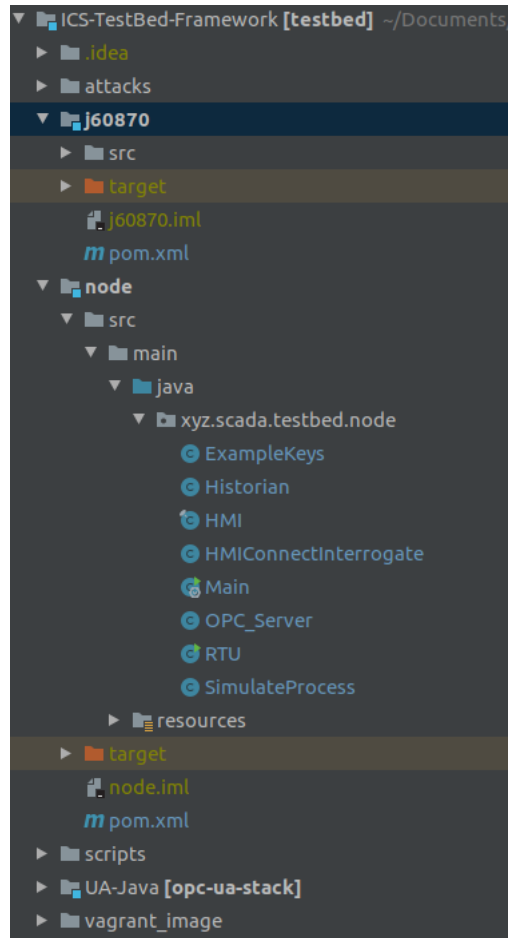 ICS-TestBed-Framework [testbed] ~/Documents/
.idea
attacks
j60870
src
target
j60870.iml
pom.xml
node
src
main
java
xyz.scada.testbed.node
ExampleKeys
Historian
HMI
HMIConnectInterrogate
Main
OPC_Server
RTU
SimulateProcess
resources
target
node.iml
pom.xml
scripts
UA-Java [opc-ua-stack]
vagrant_image